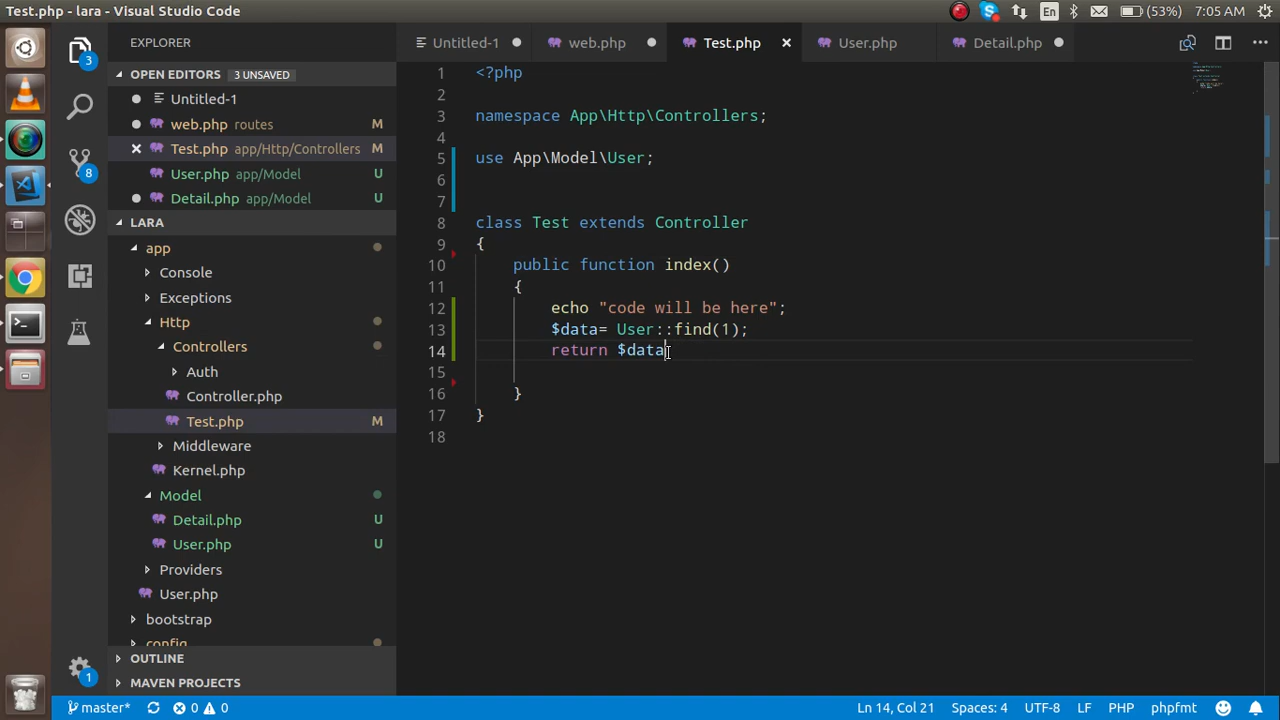 Test.php - lara - Visual Studio Code
En
(53%)
7:05 AM
EXPLORER
OPEN EDITORS
3 UNSAVED
Untitled-1
web.php routes
M
Test.php app/Http/Controllers
M
User.php app/Model
U
Detail.php app/Model
U
LARA
app
Console
Exceptions
Http
Controllers
Auth
Controller.php
Test.php
M
Middleware
Kernel.php
Model
Detail.php
U
User.php
U
Providers
User.php
bootstrap
config
OUTLINE
MAVEN PROJECTS
3
8
1
Untitled-1
web.php
Test.php
User.php
Detail.php
1 <?php
2
3 namespace App\Http\Controllers;
4
5 use App\Model\User;
6
7
8 class Test extends Controller
9 {
10 public function index()
11 {
12 echo "code will be here";
13 $data= User::find(1);
14 return $data
15
16 }
17 }
18
master*
0
0
Ln 14, Col 21
Spaces: 4
UTF-8
LF
PHP
phpfmt